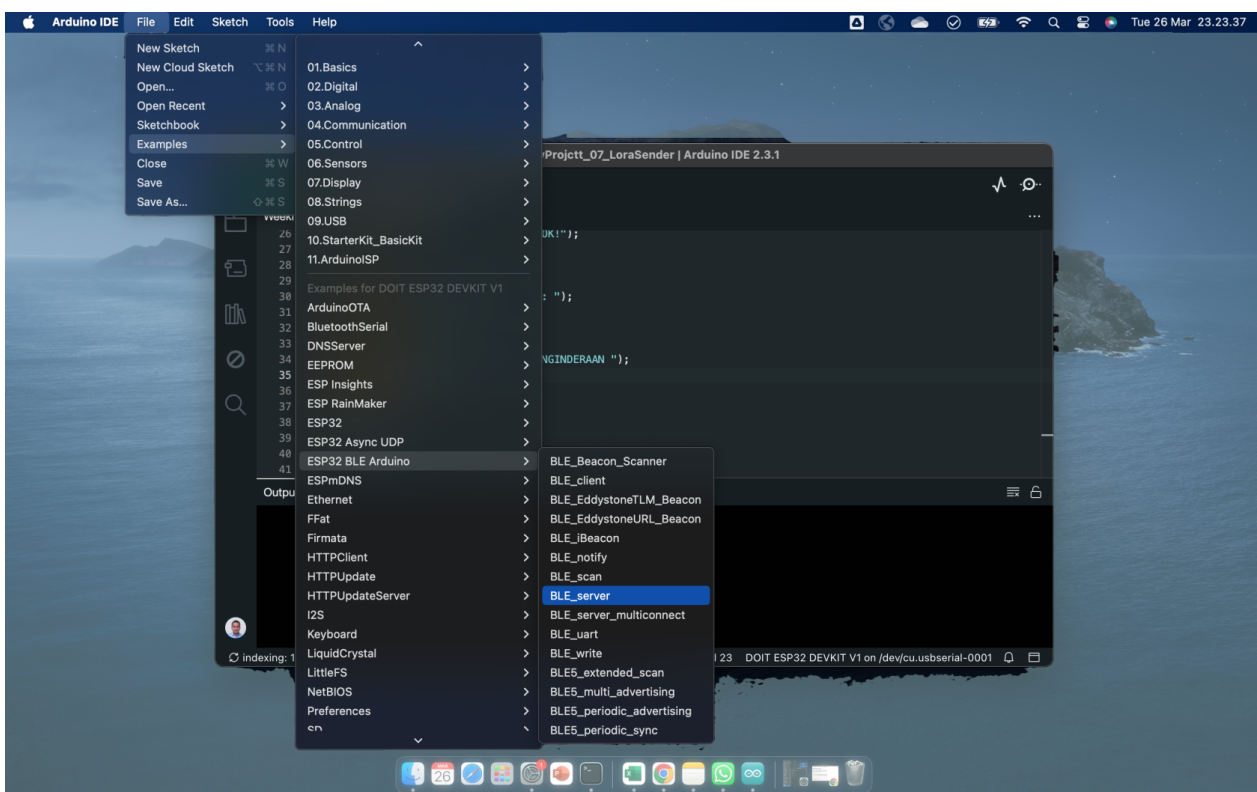 Arduino IDE File Edit Sketch Tools Help Tue 26 Mar 23.23.37
New Sketch ⌘ N
New Cloud Sketch ⌥⌘ N
Open... ⌘ O
Open Recent
Sketchbook
Examples
Close ⌘ W
Save ⌘ S
Save As... ⇧⌘ S
01.Basics
02.Digital
03.Analog
04.Communication
05.Control
06.Sensors
07.Display
08.Strings
09.USB
10.StarterKit_BasicKit
11.ArduinoISP
Examples for DOIT ESP32 DEVKIT V1
ArduinoOTA
BluetoothSerial
DNSServer
EEPROM
ESP Insights
ESP RainMaker
ESP32
ESP32 Async UDP
ESP32 BLE Arduino
ESPmDNS
Ethernet
FFat
Firmata
HTTPClient
HTTPUpdate
HTTPUpdateServer
I2S
Keyboard
LiquidCrystal
LittleFS
NetBIOS
Preferences
SD
BLE_Beacon_Scanner
BLE_client
BLE_EddystoneTLM_Beacon
BLE_EddystoneURL_Beacon
BLE_iBeacon
BLE_notify
BLE_scan
BLE_server
BLE_server_multiconnect
BLE_uart
BLE_write
BLE5_extended_scan
BLE5_multi_advertising
BLE5_periodic_advertising
BLE5_periodic_sync
Projctt_07_LoraSender | Arduino IDE 2.3.1
...
Weekl
26 OK!");
27
28
29
30 : ");
31
32
33
34 NGINDERAAN ");
35
36
37
38
39
40
41
Outpu
indexing: 1 23 DOIT ESP32 DEVKIT V1 on /dev/cu.usbserial-0001
26